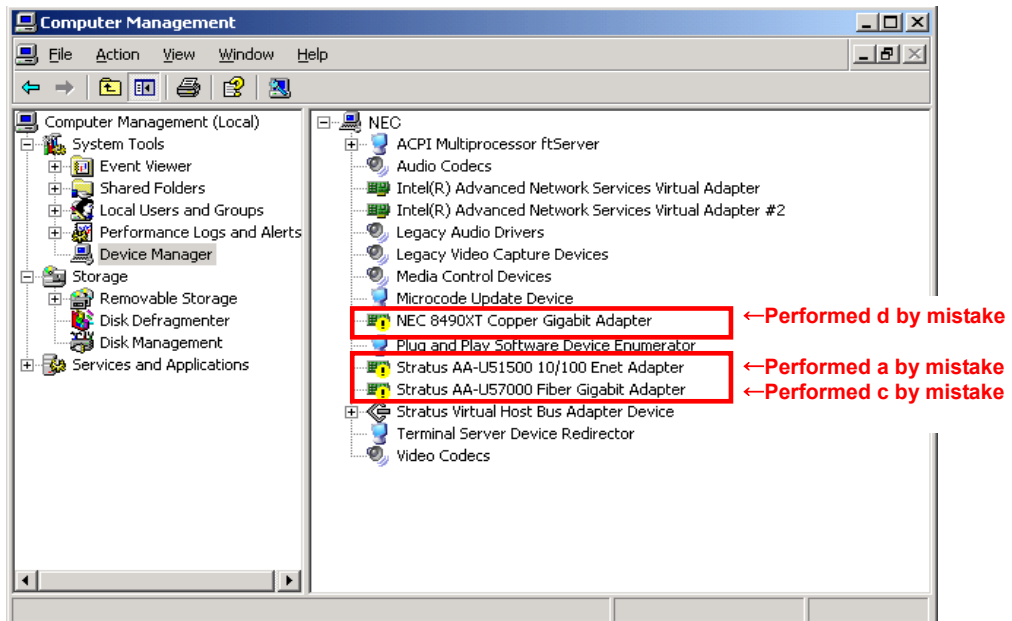 Computer Management
File Action View Window Help
Computer Management (Local)
System Tools
Event Viewer
Shared Folders
Local Users and Groups
Performance Logs and Alerts
Device Manager
Storage
Removable Storage
Disk Defragmenter
Disk Management
Services and Applications
NEC
ACPI Multiprocessor ftServer
Audio Codecs
Intel(R) Advanced Network Services Virtual Adapter
Intel(R) Advanced Network Services Virtual Adapter #2
Legacy Audio Drivers
Legacy Video Capture Devices
Media Control Devices
Microcode Update Device
NEC 8490XT Copper Gigabit Adapter
←Performed d by mistake
Plug and Play Software Device Enumerator
Stratus AA-U51500 10/100 Enet Adapter
←Performed a by mistake
Stratus AA-U57000 Fiber Gigabit Adapter
←Performed c by mistake
Stratus Virtual Host Bus Adapter Device
Terminal Server Device Redirector
Video Codecs